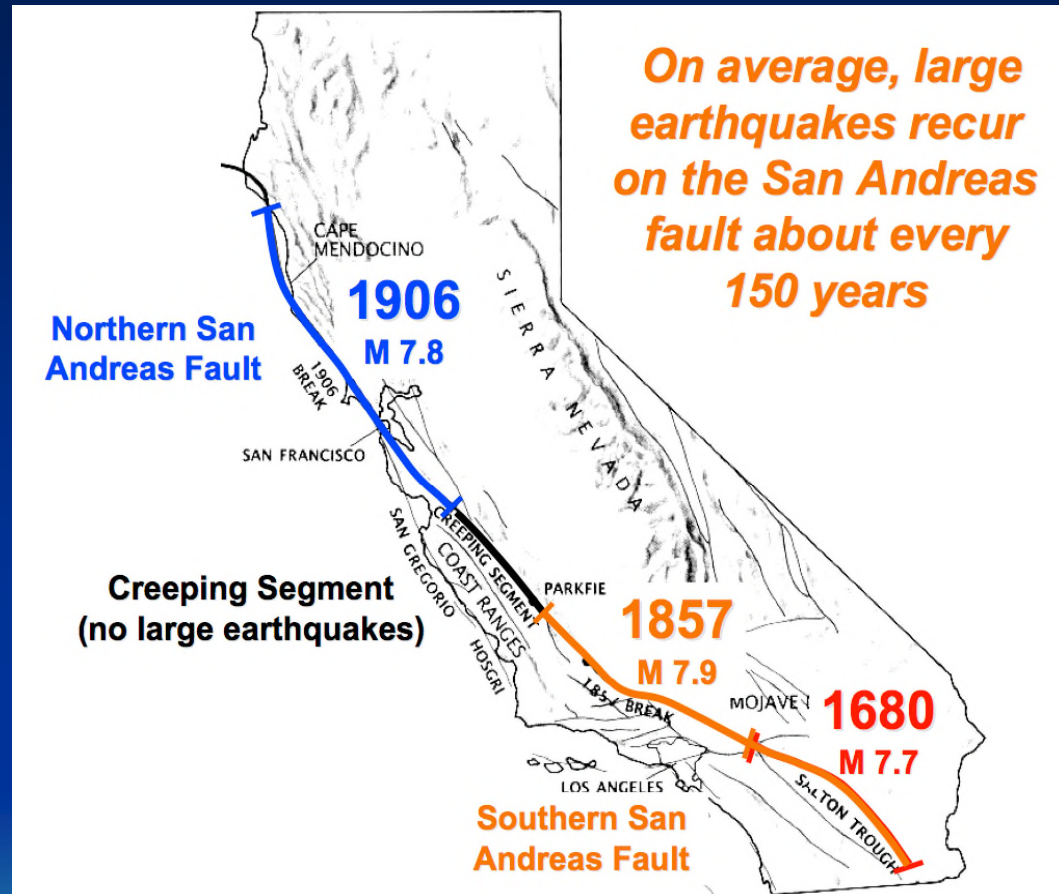 On average, large
earthquakes recur
on the San Andreas
fault about every
150 years
CAPE
MENDOCINO
1906
M 7.8
Northern San
Andreas Fault
1906
BREAK
SIERRA NEVADA
SAN FRANCISCO
CREEPING SEGMENT
COAST RANGES
SAN GREGORIO
HOSGRI
Creeping Segment
(no large earthquakes)
PARKFIE
1857
M 7.9
1857 BREAK
MOJAVE
1680
M 7.7
LOS ANGELES
SALTON TROUGH
Southern San
Andreas Fault